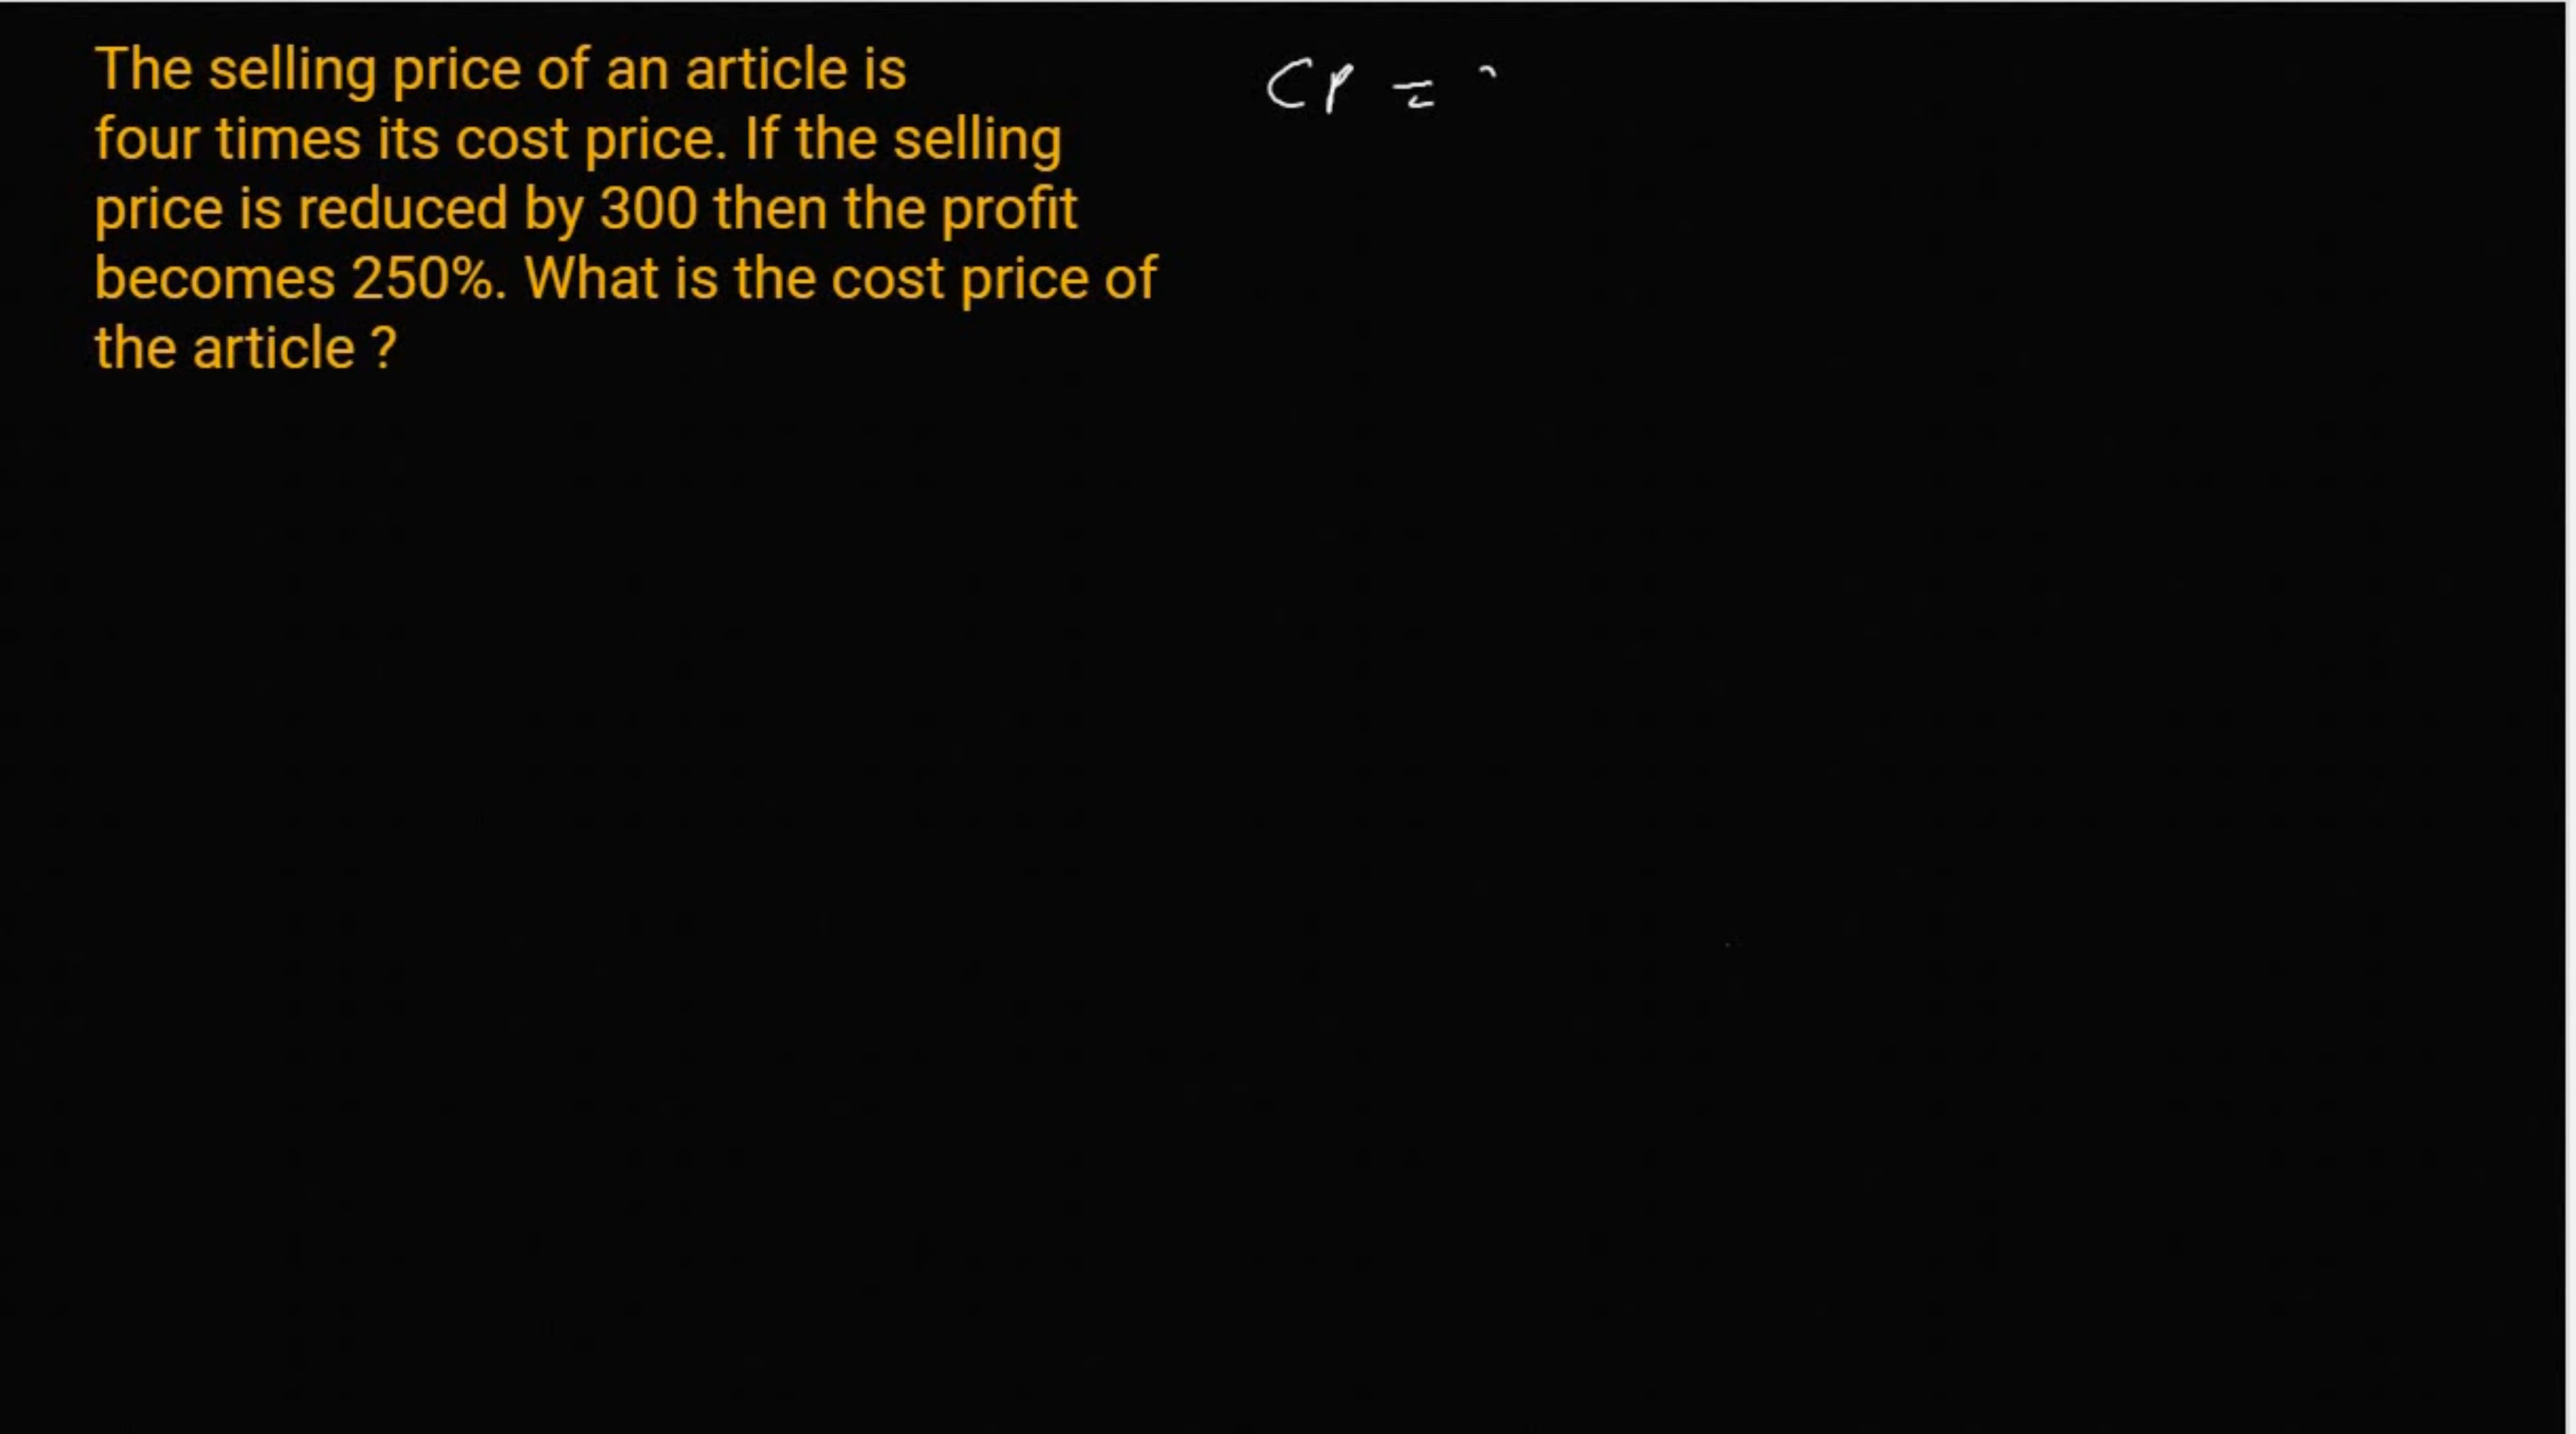 The selling price of an article is
four times its cost price. If the selling
price is reduced by 300 then the profit
becomes 250%. What is the cost price of
the article ?
CP =